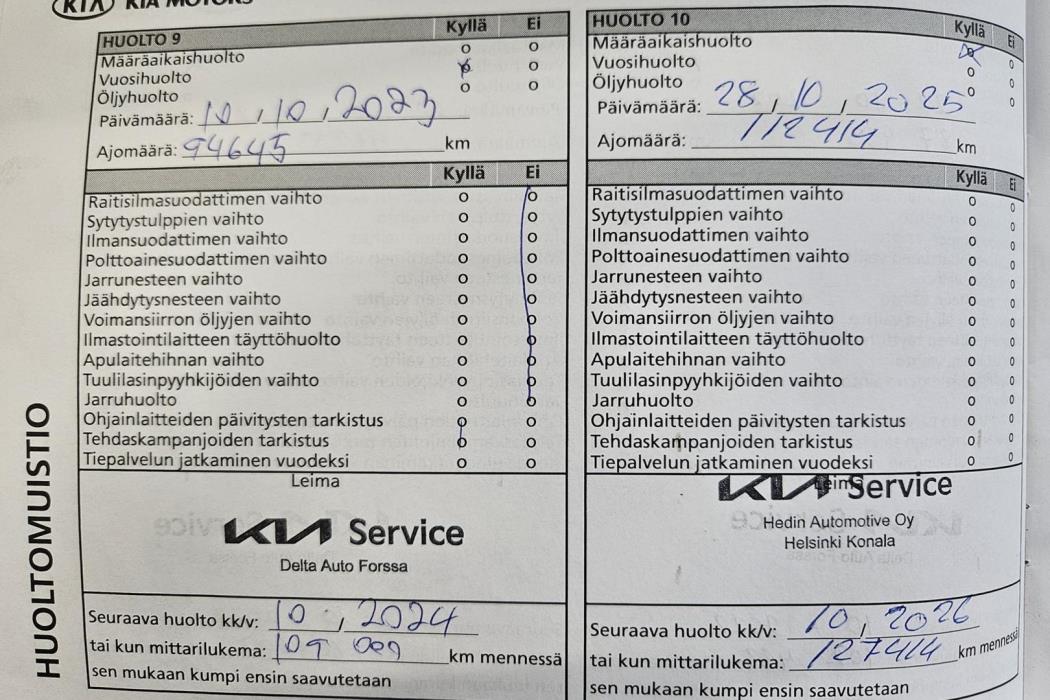 KIA KIA MOTORS
HUOLTOMUISTIO
HUOLTO 9 Kyllä Ei
Määräaikaishuolto o o
Vuosihuolto o o
Öljyhuolto o o
Päivämäärä: 10, 10, 2023
Ajomäärä: 94645 km
Kyllä Ei
Raitisilmasuodattimen vaihto o o
Sytytystulppien vaihto o o
Ilmansuodattimen vaihto o o
Polttoainesuodattimen vaihto o o
Jarrunesteen vaihto o o
Jäähdytysnesteen vaihto o o
Voimansiirron öljyjen vaihto o o
Ilmastointilaitteen täyttöhuolto o o
Apulaitehihnan vaihto o o
Tuulilasinpyyhkijöiden vaihto o o
Jarruhuolto o o
Ohjainlaitteiden päivitysten tarkistus o o
Tehdaskampanjoiden tarkistus o o
Tiepalvelun jatkaminen vuodeksi o o
Leima
KIA Service
Delta Auto Forssa
Seuraava huolto kk/v: 10, 2024
tai kun mittarilukema: 109 000 km mennessä
sen mukaan kumpi ensin saavutetaan
HUOLTO 10 Kyllä Ei
Määräaikaishuolto o o
Vuosihuolto o o
Öljyhuolto o o
Päivämäärä: 28, 10, 2025
Ajomäärä: 112414 km
Kyllä Ei
Raitisilmasuodattimen vaihto o o
Sytytystulppien vaihto o o
Ilmansuodattimen vaihto o o
Polttoainesuodattimen vaihto o o
Jarrunesteen vaihto o o
Jäähdytysnesteen vaihto o o
Voimansiirron öljyjen vaihto o o
Ilmastointilaitteen täyttöhuolto o o
Apulaitehihnan vaihto o o
Tuulilasinpyyhkijöiden vaihto o o
Jarruhuolto o o
Ohjainlaitteiden päivitysten tarkistus o o
Tehdaskampanjoiden tarkistus o o
Tiepalvelun jatkaminen vuodeksi o o
Leima
KIA Service
Hedin Automotive Oy
Helsinki Konala
Seuraava huolto kk/v: 10, 2026
tai kun mittarilukema: 127414 km mennessä
sen mukaan kumpi ensin saavutetaan